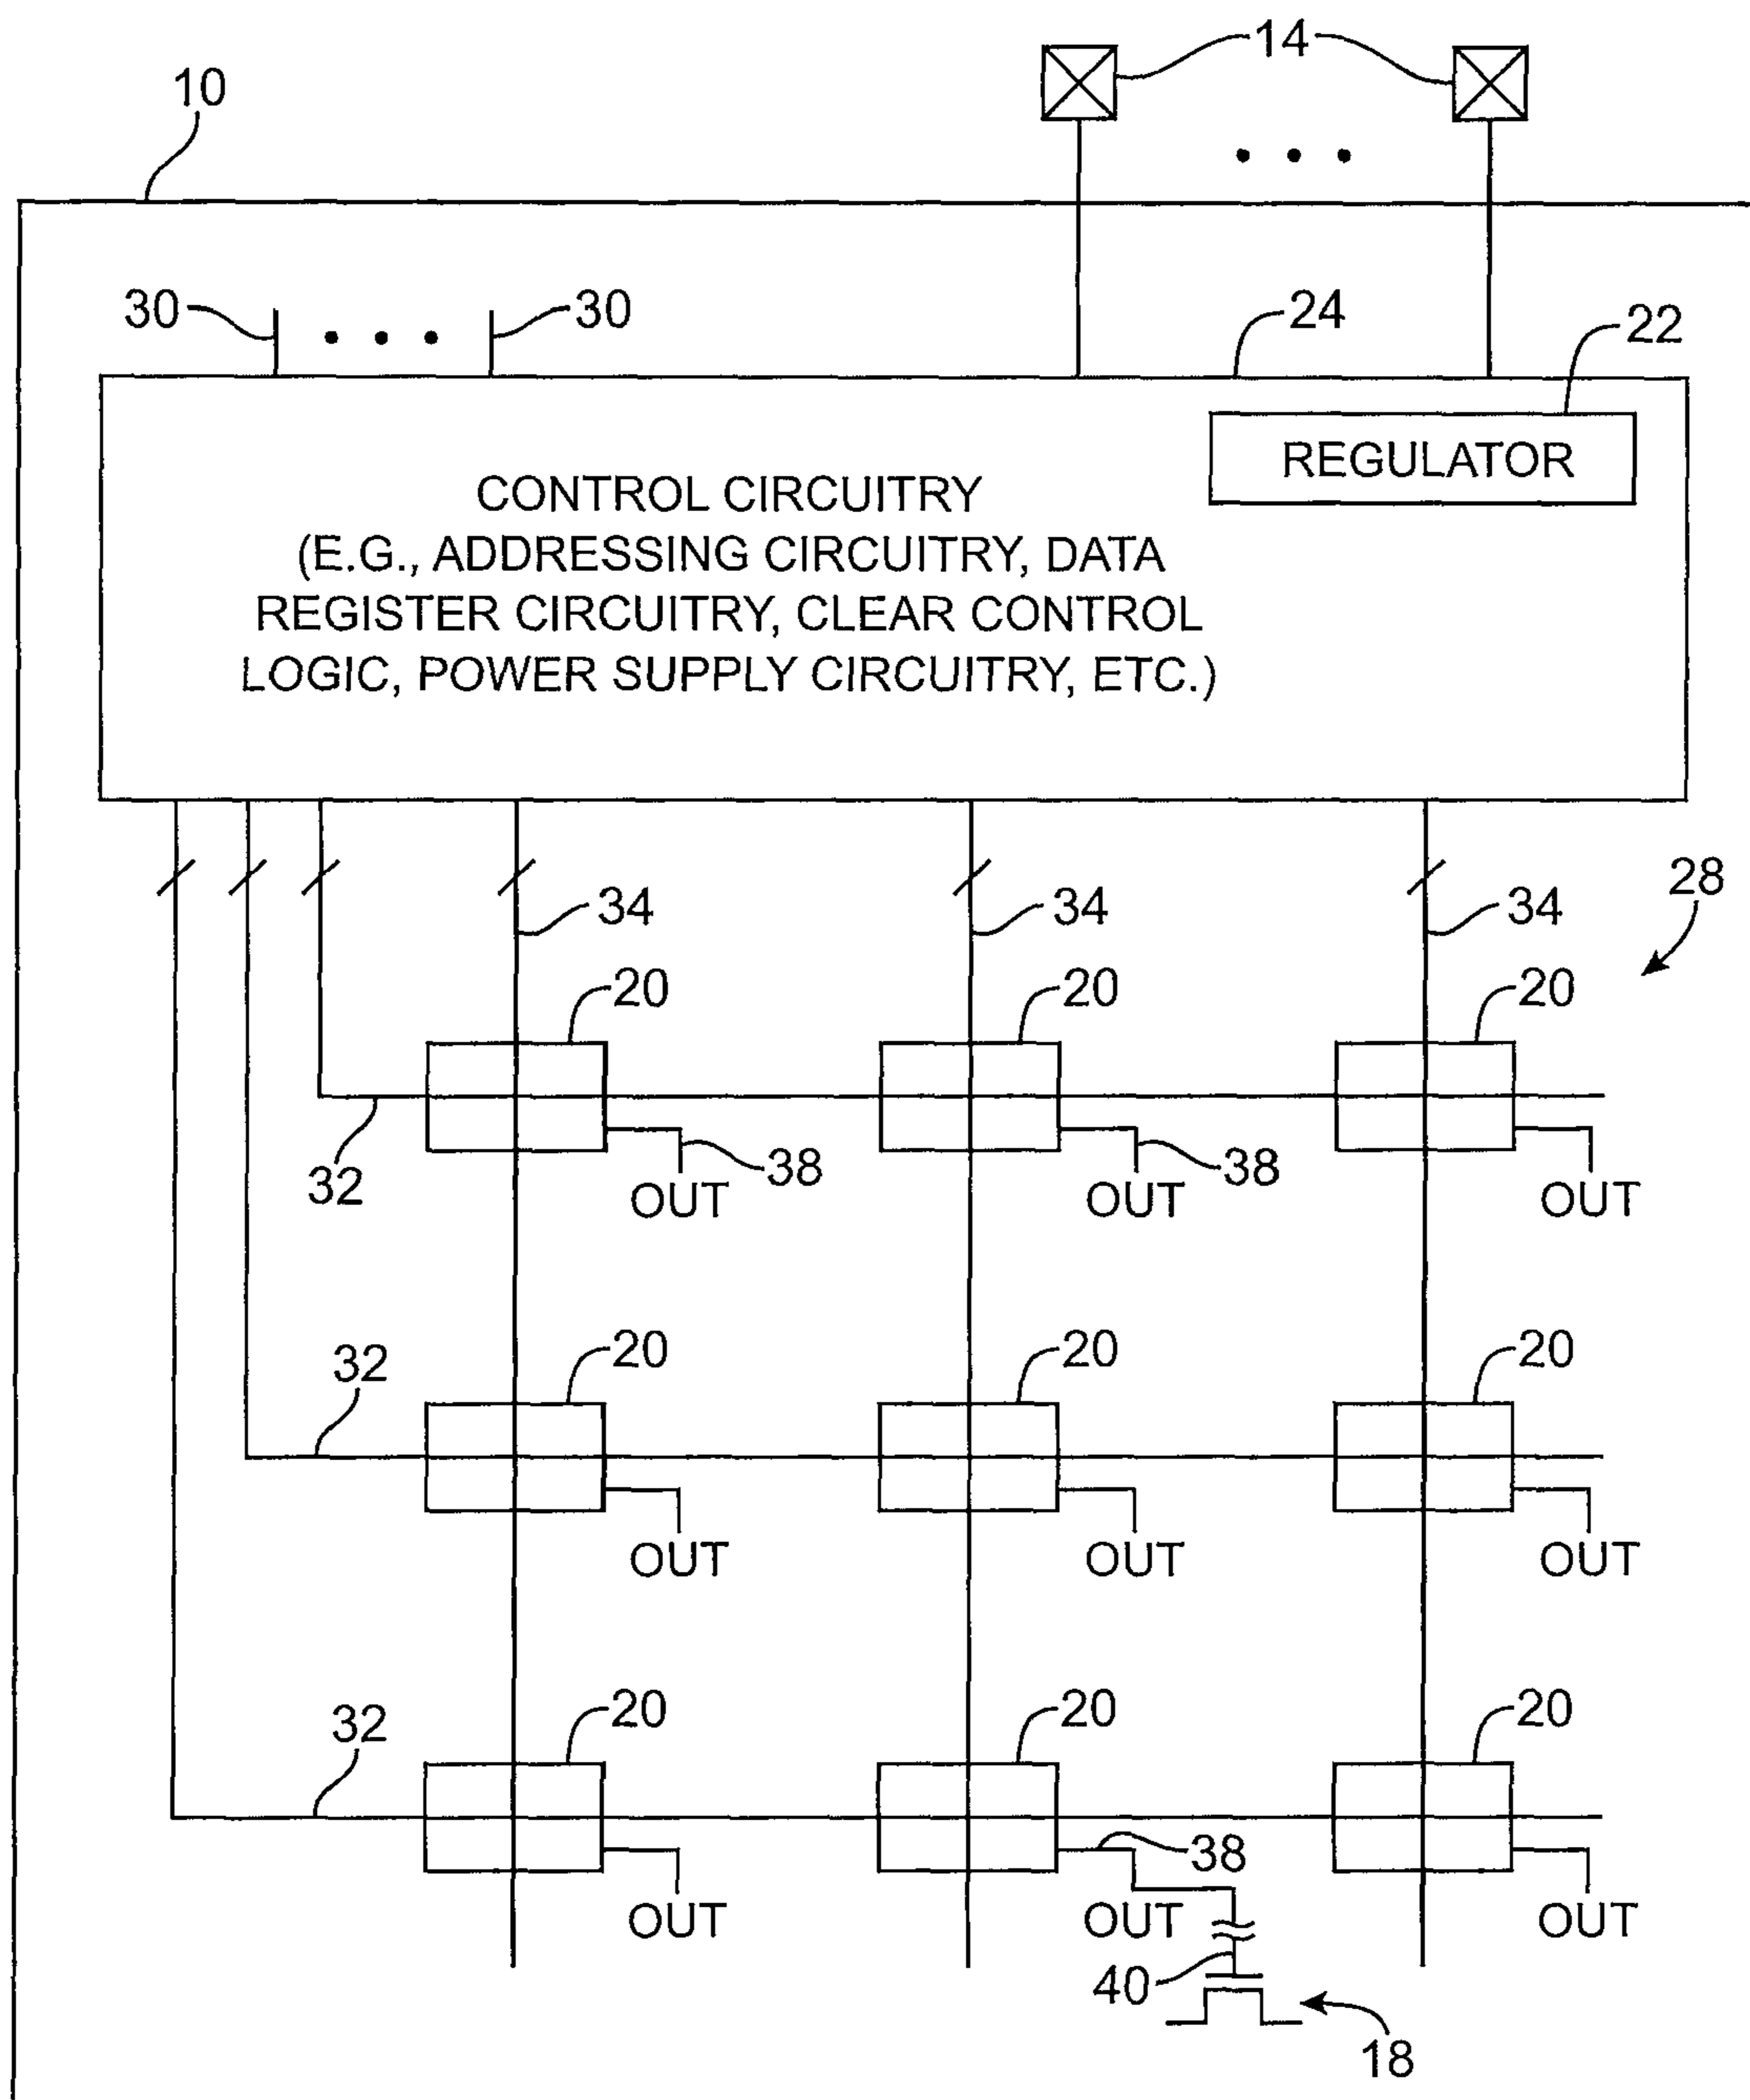 14
10
30
30
24
22
REGULATOR
CONTROL CIRCUITRY
(E.G., ADDRESSING CIRCUITRY, DATA
REGISTER CIRCUITRY, CLEAR CONTROL
LOGIC, POWER SUPPLY CIRCUITRY, ETC.)
34
34
34
28
20
20
20
32
38
38
OUT
OUT
OUT
32
20
20
20
OUT
OUT
OUT
32
20
20
20
38
OUT
OUT
OUT
40
18